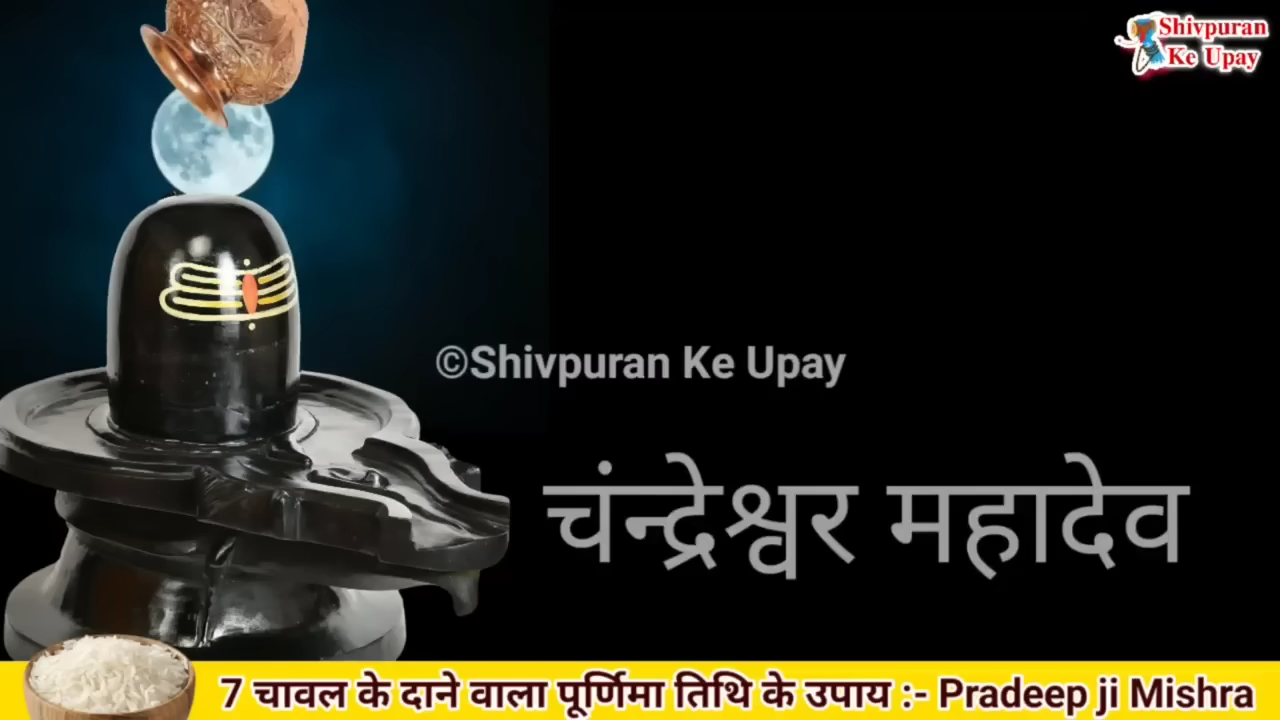 Shivpuran
Ke Upay
©Shivpuran Ke Upay
चंन्द्रेश्वर महादेव
7 चावल के दाने वाला पूर्णिमा तिथि के उपाय :- Pradeep ji Mishra